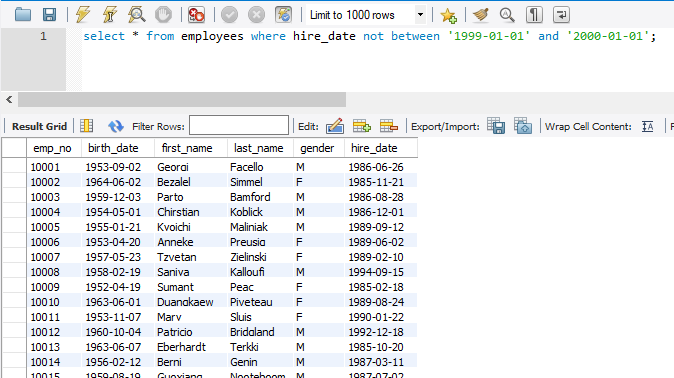 Limit to 1000 rows
1 select * from employees where hire_date not between '1999-01-01' and '2000-01-01';
Result Grid Filter Rows: Edit: Export/Import: Wrap Cell Content: IA
emp_no birth_date first_name last_name gender hire_date
10001 1953-09-02 Georgi Facello M 1986-06-26
10002 1964-06-02 Bezalel Simmel F 1985-11-21
10003 1959-12-03 Parto Bamford M 1986-08-28
10004 1954-05-01 Chirstian Koblick M 1986-12-01
10005 1955-01-21 Kyoichi Maliniak M 1989-09-12
10006 1953-04-20 Anneke Preusig F 1989-06-02
10007 1957-05-23 Tzvetan Zielinski F 1989-02-10
10008 1958-02-19 Saniya Kalloufi M 1994-09-15
10009 1952-04-19 Sumant Peac F 1985-02-18
10010 1963-06-01 Duangkaew Piveteau F 1989-08-24
10011 1953-11-07 Mary Sluis F 1990-01-22
10012 1960-10-04 Patricio Bridgland M 1992-12-18
10013 1963-06-07 Eberhardt Terkki M 1985-10-20
10014 1956-02-12 Berni Genin M 1987-03-11
10015 1959-08-19 Guoxiang Nooteboom M 1987-07-02